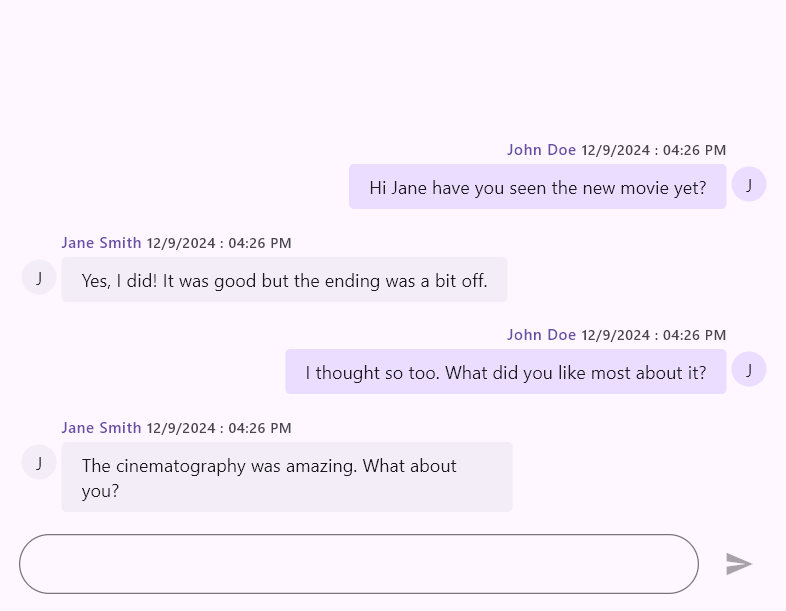 John Doe 12/9/2024 : 04:26 PM
Hi Jane have you seen the new movie yet?
J
Jane Smith 12/9/2024 : 04:26 PM
J
Yes, I did! It was good but the ending was a bit off.
John Doe 12/9/2024 : 04:26 PM
I thought so too. What did you like most about it?
J
Jane Smith 12/9/2024 : 04:26 PM
J
The cinematography was amazing. What about
you?